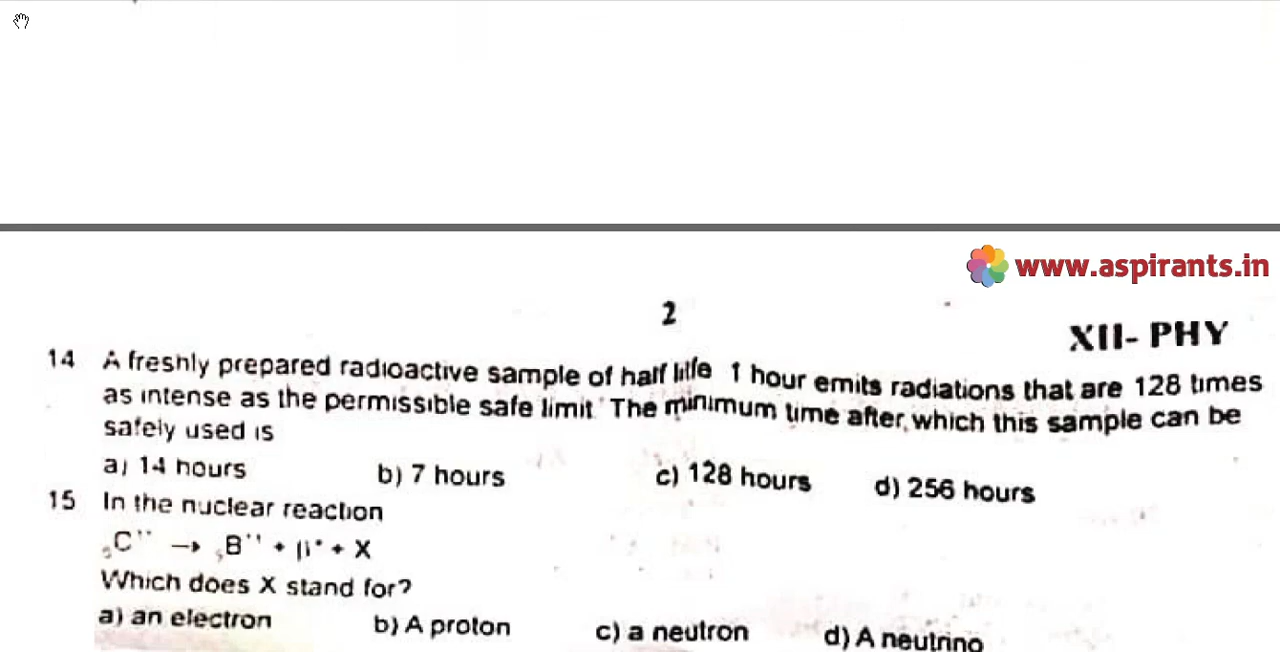 www.aspirants.in
2
XII- PHY
14 A freshly prepared radioactive sample of half life 1 hour emits radiations that are 128 times
as intense as the permissible safe limit. The minimum time after, which this sample can be
safely used is
a) 14 hours b) 7 hours c) 128 hours d) 256 hours
15 In the nuclear reaction
₆C¹¹ → ₅B¹¹ + β⁺ + X
Which does X stand for?
a) an electron b) A proton c) a neutron d) A neutrino